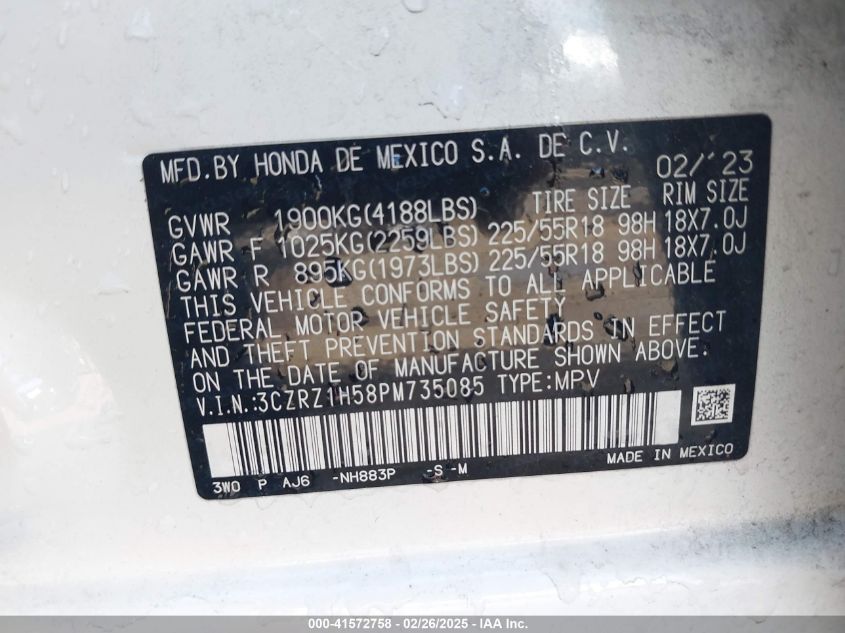 MFD.BY HONDA DE MEXICO S.A. DE C.V. 02/'23
GVWR 1900KG(4188LBS) TIRE SIZE RIM SIZE
GAWR F 1025KG(2259LBS) 225/55R18 98H 18X7.0J
GAWR R 895KG(1973LBS) 225/55R18 98H 18X7.0J
THIS VEHICLE CONFORMS TO ALL APPLICABLE
FEDERAL MOTOR VEHICLE SAFETY
AND THEFT PREVENTION STANDARDS IN EFFECT
ON THE DATE OF MANUFACTURE SHOWN ABOVE.
V.I.N.:3CZRZ1H58PM735085 TYPE:MPV
3W0 P AJ6 -NH883P -S -M MADE IN MEXICO
000-41572758 - 02/26/2025 - IAA Inc.